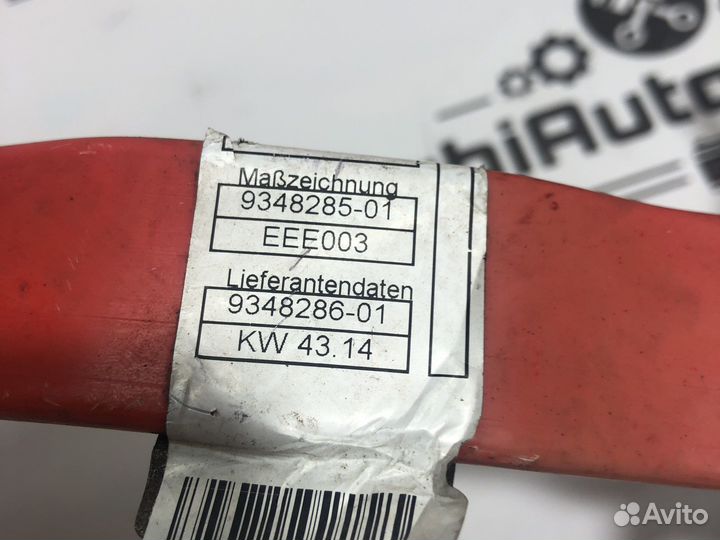 hiAuto
Maßzeichnung
9348285-01
EEE003
Lieferantendaten
9348286-01
KW 43.14
Avito